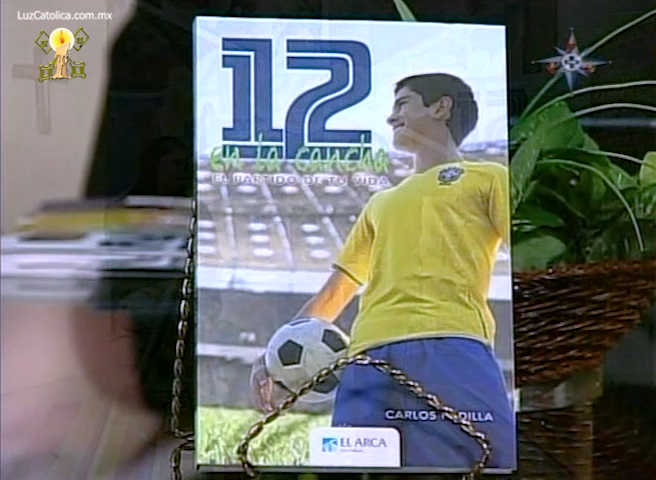 LuzCatolica.com.mx
12
en la cancha
EL PARTIDO DE TU VIDA
CARLOS PADILLA
EL ARCA